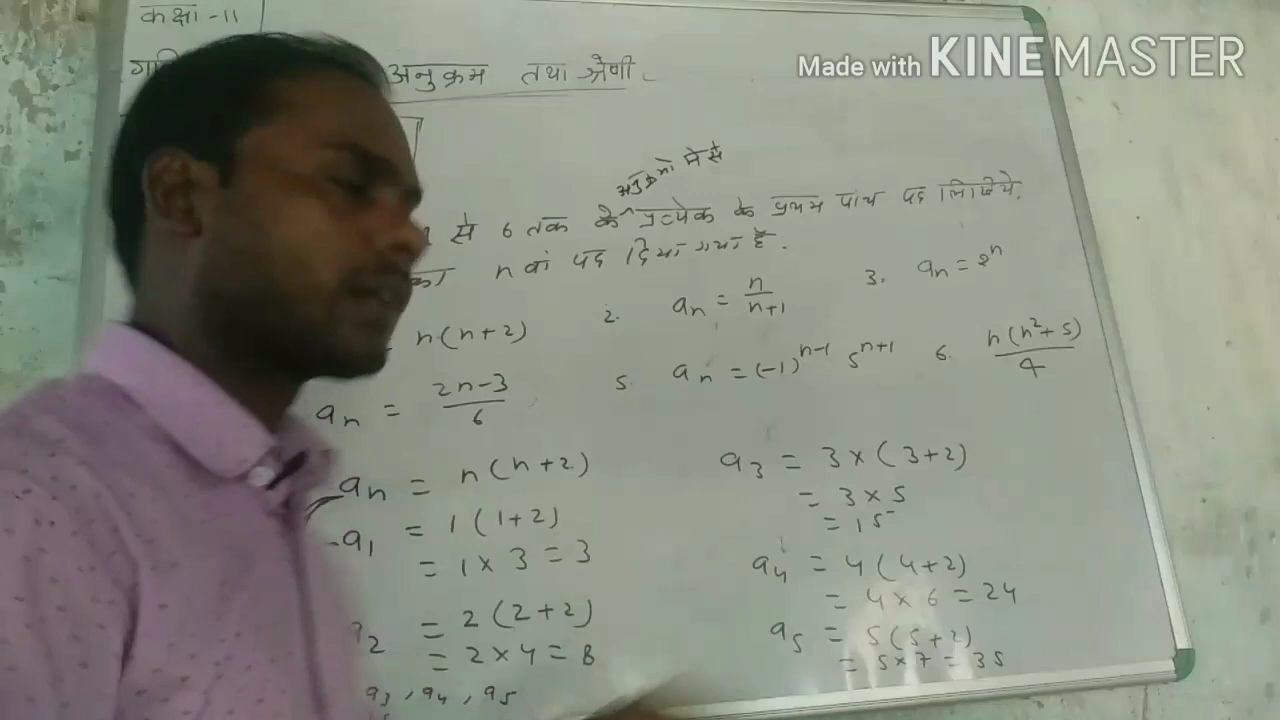 कक्षा - 11
Made with KINEMASTER
अनुक्रम तथा श्रेणी
अनुक्रमों में से
से 6 तक के ^ प्रत्येक के प्रथम पांच पद लिखिये.
का n वां पद दिया गया है.
n(n+2)
2. aₙ = n/(n+1)
3. aₙ = 2ⁿ
aₙ = (2n-3)/6
5. aₙ = (-1)ⁿ⁻¹ 5ⁿ⁺¹
6. n(n²+5)/4
aₙ = n(n+2)
a₁ = 1(1+2)
= 1 × 3 = 3
a₂ = 2(2+2)
= 2 × 4 = 8
a₃, a₄, a₅
a₃ = 3 × (3+2)
= 3 × 5
= 15
a₄ = 4(4+2)
= 4 × 6 = 24
a₅ = 5(5+2)
= 5×7 = 35